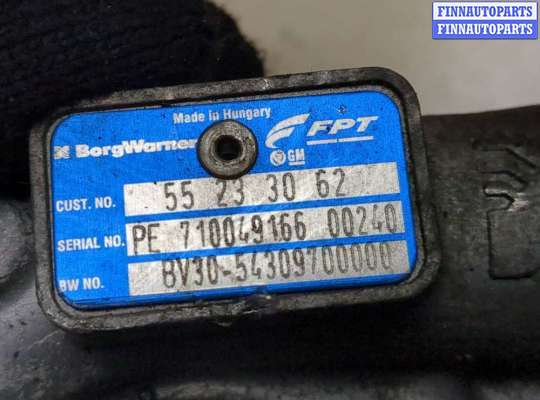 FINNAUTOPARTS
FINNAUTOPARTS
Made in Hungary
BorgWarner FPT
GM
CUST. NO. 55 23 30 62
SERIAL NO. PE 710049166 00240
BW NO. BV30-54309700000